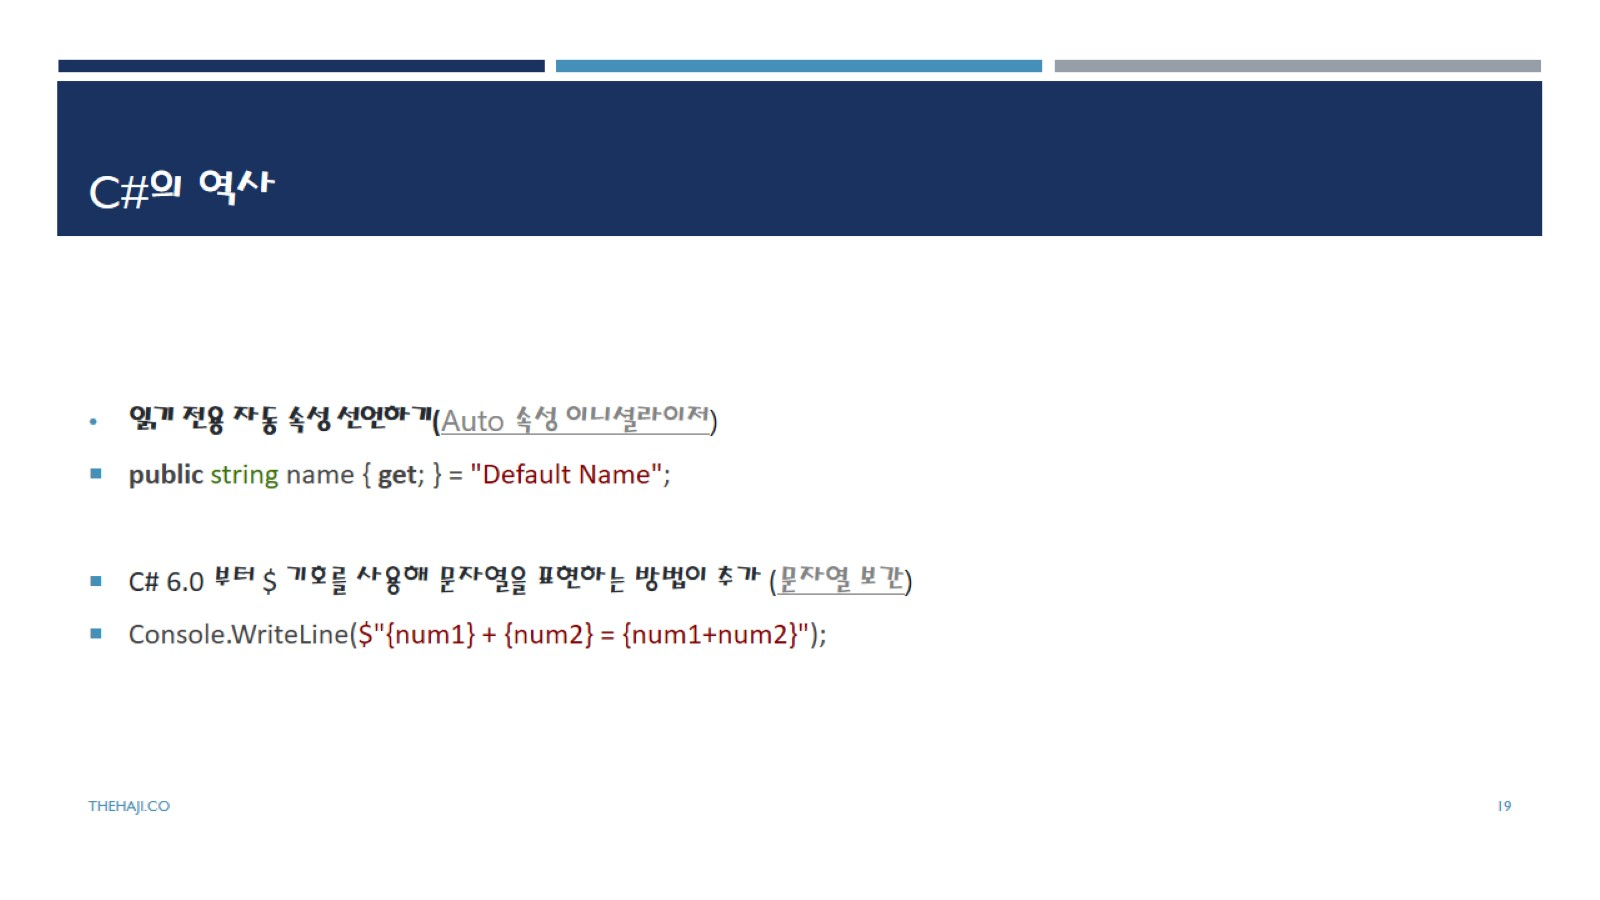 C#의 역사
• 읽기 전용 자동 속성 선언하기(Auto 속성 이니셜라이저)
■ public string name { get; } = "Default Name";
■ C# 6.0 부터 $ 기호를 사용해 문자열을 표현하는 방법이 추가 (문자열 보간)
■ Console.WriteLine($"{num1} + {num2} = {num1+num2}");
THEHAJI.CO
19